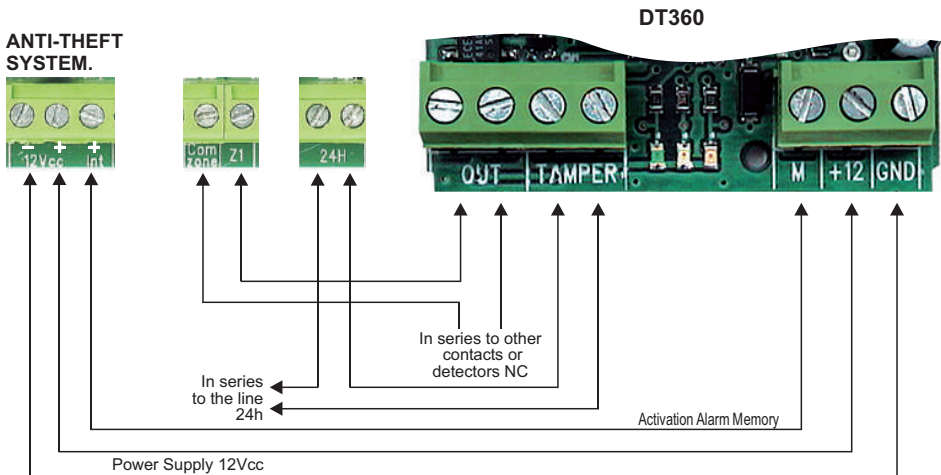 DT360
ANTI-THEFT
SYSTEM.
− + +
12Vcc Int
Com
zone Z1
24H
OUT TAMPER
M +12 GND
In series to other
contacts or
detectors NC
In series
to the line
24h
Activation Alarm Memory
Power Supply 12Vcc